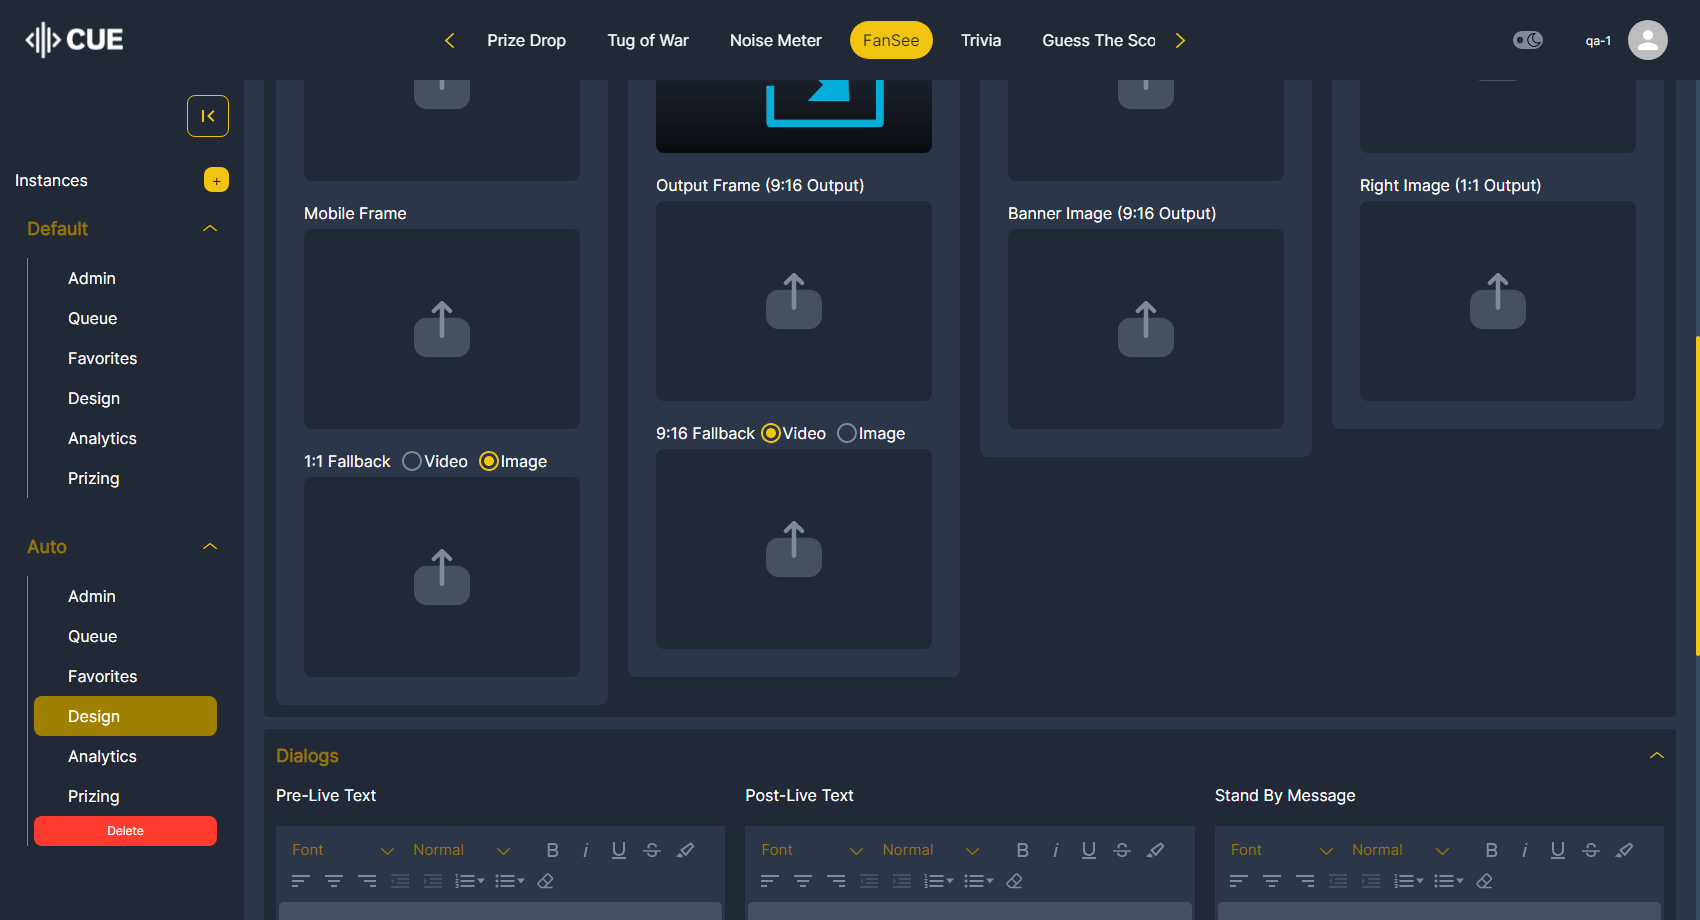 CUE
Prize Drop
Tug of War
Noise Meter
FanSee
Trivia
Guess The Sco
qa-1
Instances
+
Default
Admin
Queue
Favorites
Design
Analytics
Prizing
Auto
Admin
Queue
Favorites
Design
Analytics
Prizing
Delete
Mobile Frame
1:1 Fallback Video Image
Output Frame (9:16 Output)
9:16 Fallback Video Image
Banner Image (9:16 Output)
Right Image (1:1 Output)
Dialogs
Pre-Live Text
Font Normal B i U S
Post-Live Text
Font Normal B i U S
Stand By Message
Font Normal B i U S